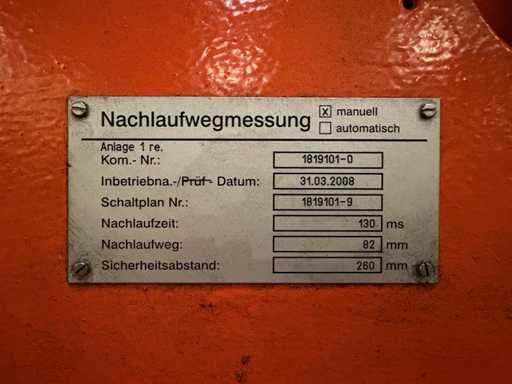 Nachlaufwegmessung
x manuell
automatisch
Anlage 1 re.
Kom.- Nr.: 1819101-0
Inbetriebna.-/Prüf- Datum: 31.03.2008
Schaltplan Nr.: 1819101-9
Nachlaufzeit: 130 ms
Nachlaufweg: 82 mm
Sicherheitsabstand: 260 mm